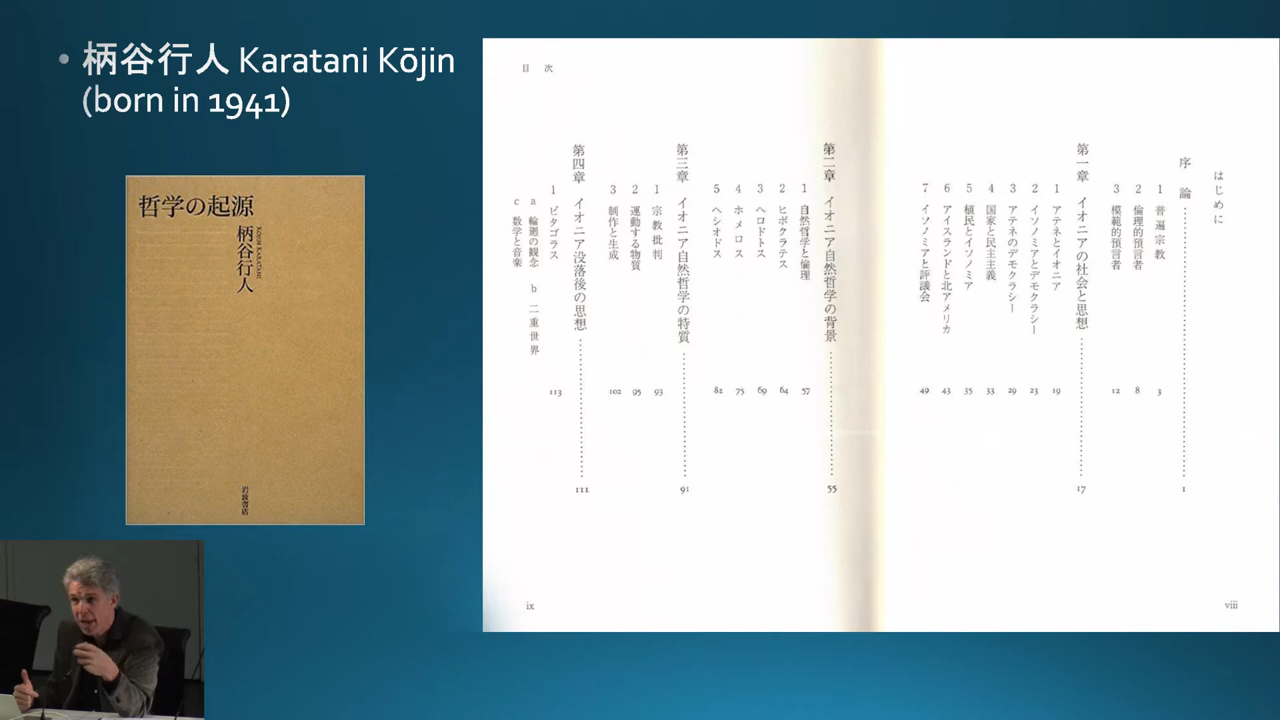 • 柄谷行人 Karatani Kōjin
(born in 1941)
哲学の起源
柄谷行人
KOJIN KARATANI
岩波書店
目 次
はじめに
序 論 1
1 普遍宗教 3
2 倫理的預言者 8
3 模範的預言者 12
第一章 イオニアの社会と思想 17
1 アテネとイオニア 19
2 イソノミアとデモクラシー 23
3 アテネのデモクラシー 29
4 国家と民主主義 33
5 植民とイソノミア 35
6 アイスランドと北アメリカ 43
7 イソノミアと評議会 49
viii
第二章 イオニア自然哲学の背景 55
1 自然哲学と倫理 57
2 ヒポクラテス 64
3 ヘロドトス 69
4 ホメロス 75
5 ヘシオドス 82
第三章 イオニア自然哲学の特質 91
1 宗教批判 93
2 運動する物質 95
3 制作と生成 102
第四章 イオニア没落後の思想 111
1 ピタゴラス 113
a 輪廻の観念 b 二重世界
c 数学と音楽
ix